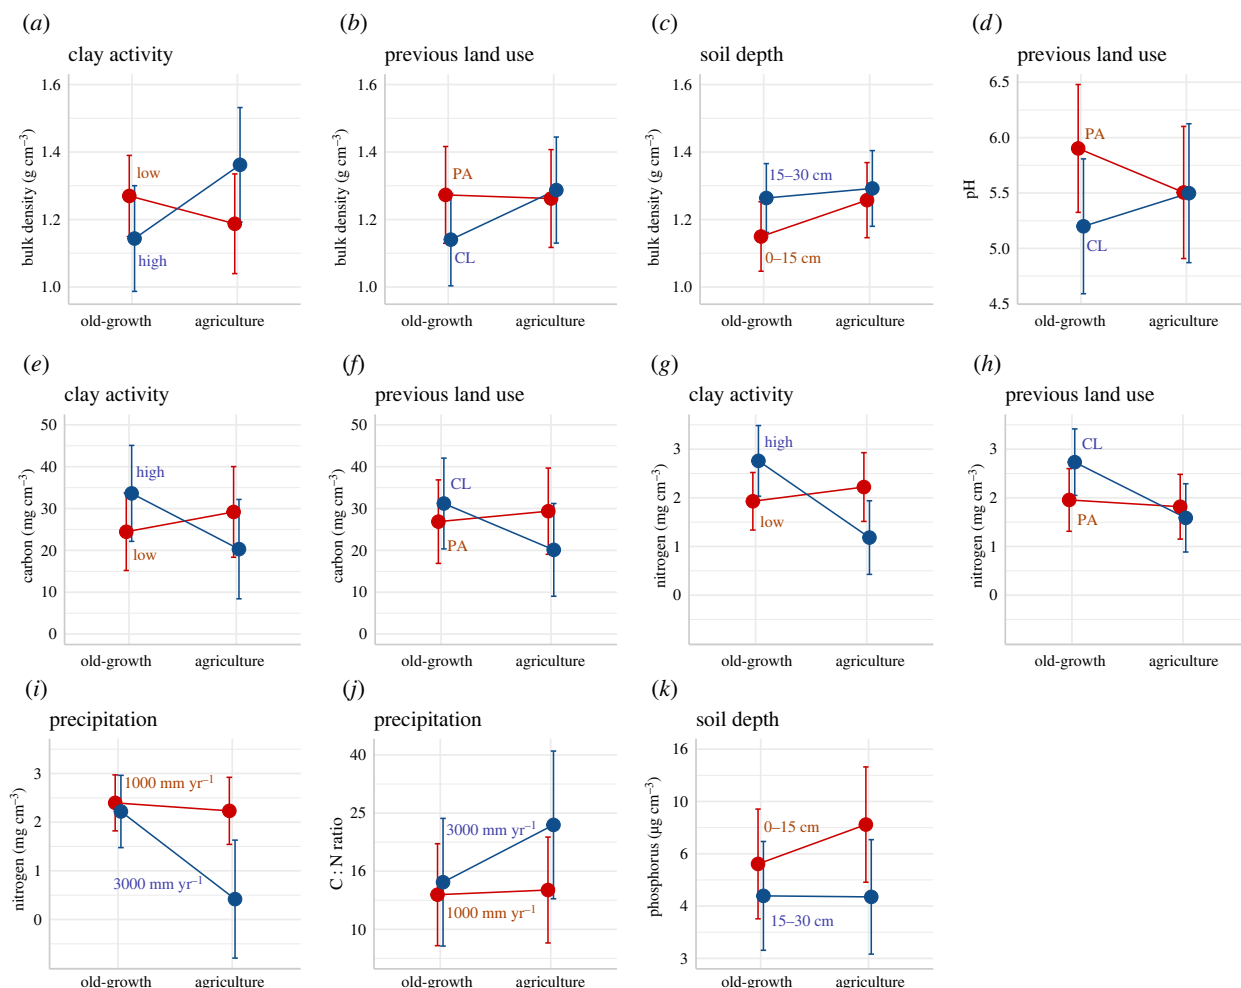 (a)
clay activity
bulk density (g cm⁻³)
1.6
1.4
1.2
1.0
low
high
old-growth
agriculture
(b)
previous land use
bulk density (g cm⁻³)
1.6
1.4
1.2
1.0
PA
CL
old-growth
agriculture
(c)
soil depth
bulk density (g cm⁻³)
1.6
1.4
1.2
1.0
15–30 cm
0–15 cm
old-growth
agriculture
(d)
previous land use
pH
6.5
6.0
5.5
5.0
4.5
PA
CL
old-growth
agriculture
(e)
clay activity
carbon (mg cm⁻³)
50
40
30
20
10
0
high
low
old-growth
agriculture
(f)
previous land use
carbon (mg cm⁻³)
50
40
30
20
10
0
CL
PA
old-growth
agriculture
(g)
clay activity
nitrogen (mg cm⁻³)
3
2
1
0
high
low
old-growth
agriculture
(h)
previous land use
nitrogen (mg cm⁻³)
3
2
1
0
CL
PA
old-growth
agriculture
(i)
precipitation
nitrogen (mg cm⁻³)
3
2
1
0
1000 mm yr⁻¹
3000 mm yr⁻¹
old-growth
agriculture
(j)
precipitation
C : N ratio
40
25
16
10
3000 mm yr⁻¹
1000 mm yr⁻¹
old-growth
agriculture
(k)
soil depth
phosphorus (µg cm⁻³)
16
10
6
4
3
0–15 cm
15–30 cm
old-growth
agriculture